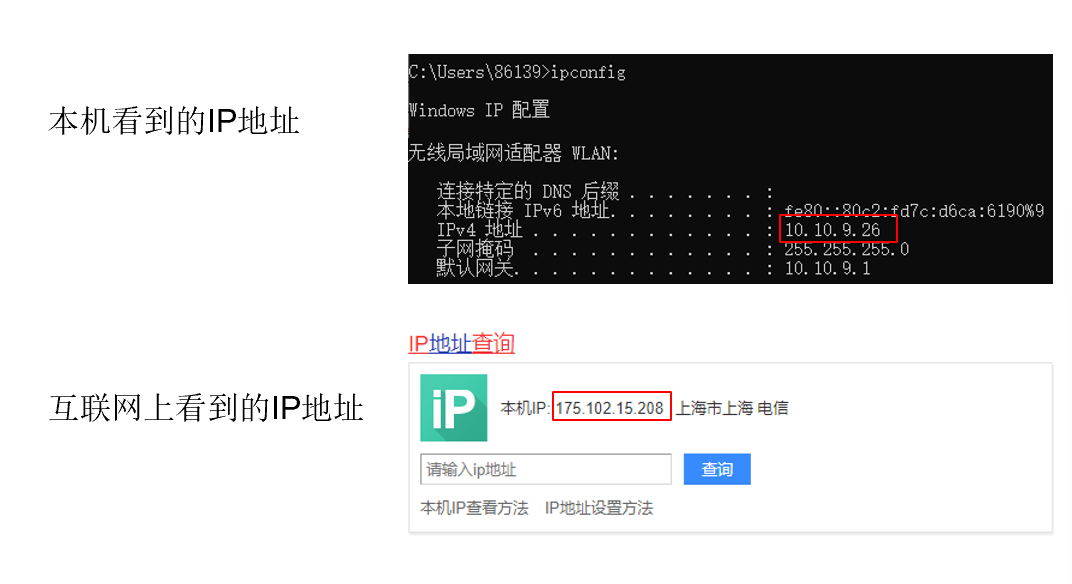 本机看到的IP地址
C:\Users\86139>ipconfig
Windows IP 配置
无线局域网适配器 WLAN:
连接特定的 DNS 后缀 . . . . . . . :
本地链接 IPv6 地址. . . . . . . . : fe80::80c2:fd7c:d6ca:6190%9
IPv4 地址 . . . . . . . . . . . . : 10.10.9.26
子网掩码 . . . . . . . . . . . . : 255.255.255.0
默认网关. . . . . . . . . . . . . : 10.10.9.1
IP地址查询
互联网上看到的IP地址
iP
本机IP: 175.102.15.208 上海市上海 电信
请输入ip地址
查询
本机IP查看方法 IP地址设置方法